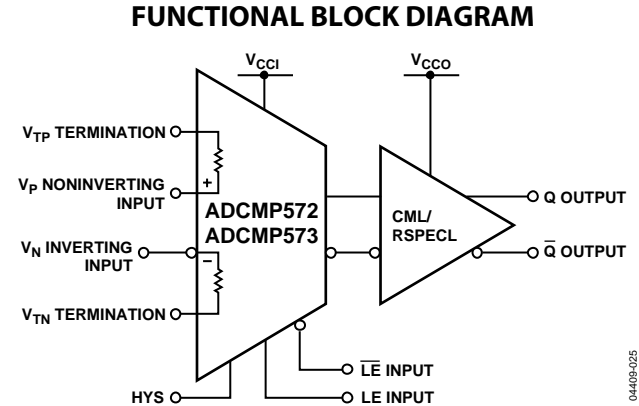 FUNCTIONAL BLOCK DIAGRAM
VCCI
VCCO
VTP TERMINATION
VP NONINVERTING
INPUT
+
ADCMP572
ADCMP573
CML/
RSPECL
Q OUTPUT
VN INVERTING
INPUT
–
Q̅ OUTPUT
VTN TERMINATION
L̅E̅ INPUT
HYS
LE INPUT
04409-025